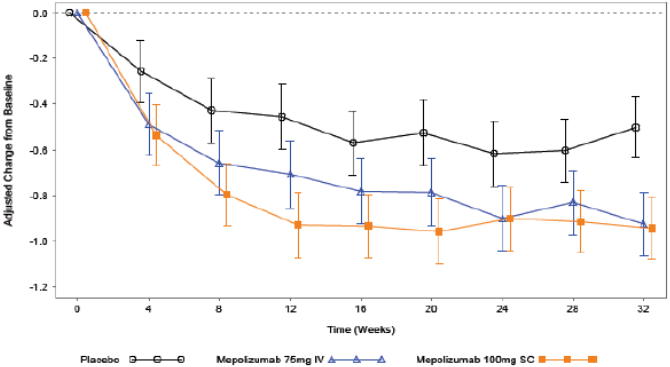 0.0
-0.2
-0.4
-0.6
-0.8
-1.0
-1.2
Adjusted Change from Baseline
0 4 8 12 16 20 24 28 32
Time (Weeks)
Placebo Mepolizumab 75mg IV Mepolizumab 100mg SC